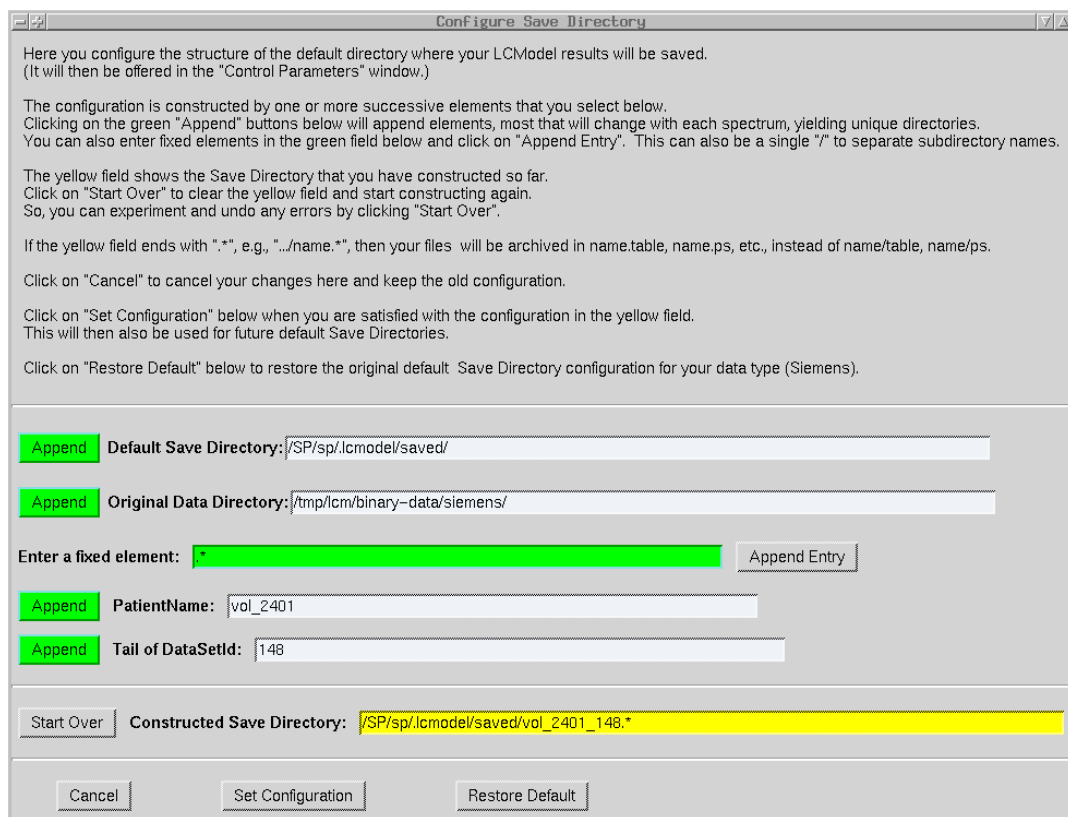 Configure Save Directory
Here you configure the structure of the default directory where your LCModel results will be saved.
(It will then be offered in the "Control Parameters" window.)
The configuration is constructed by one or more successive elements that you select below.
Clicking on the green "Append" buttons below will append elements, most that will change with each spectrum, yielding unique directories.
You can also enter fixed elements in the green field below and click on "Append Entry".  This can also be a single "/" to separate subdirectory names.
The yellow field shows the Save Directory that you have constructed so far.
Click on "Start Over" to clear the yellow field and start constructing again.
So, you can experiment and undo any errors by clicking "Start Over".
If the yellow field ends with ".*", e.g., ".../name.*", then your files  will be archived in name.table, name.ps, etc., instead of name/table, name/ps.
Click on "Cancel" to cancel your changes here and keep the old configuration.
Click on "Set Configuration" below when you are satisfied with the configuration in the yellow field.
This will then also be used for future default Save Directories.
Click on "Restore Default" below to restore the original default  Save Directory configuration for your data type (Siemens).
Append Default Save Directory: /SP/sp/.lcmodel/saved/
Append Original Data Directory: /tmp/lcm/binary-data/siemens/
Enter a fixed element: .* Append Entry
Append PatientName: vol_2401
Append Tail of DataSetId: 148
Start Over Constructed Save Directory: /SP/sp/.lcmodel/saved/vol_2401_148.*
Cancel Set Configuration Restore Default